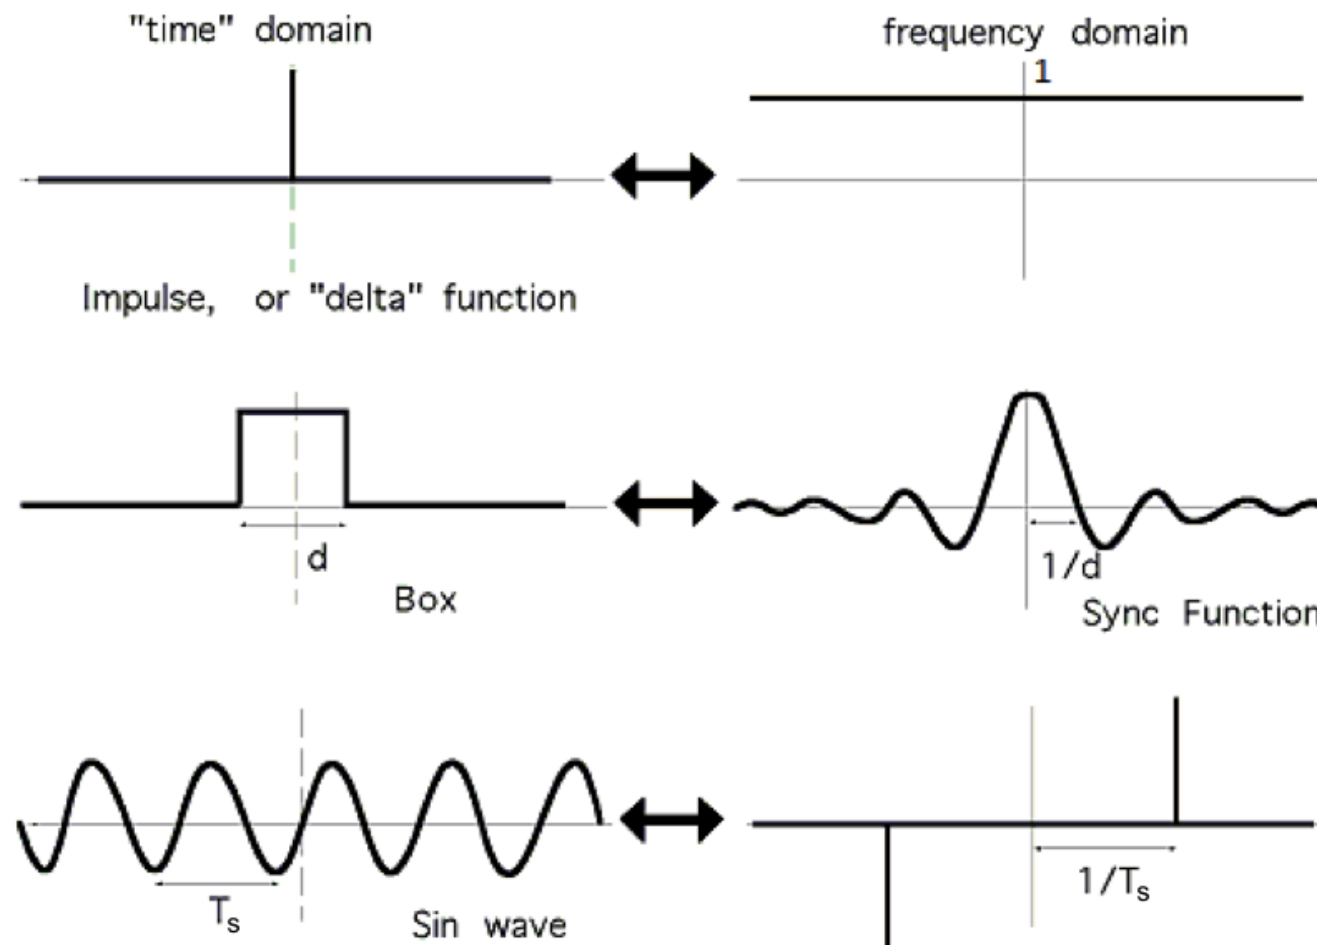 "time" domain
frequency domain
1
Impulse, or "delta" function
d
Box
1/d
Sync Function
Ts
Sin wave
1/Ts